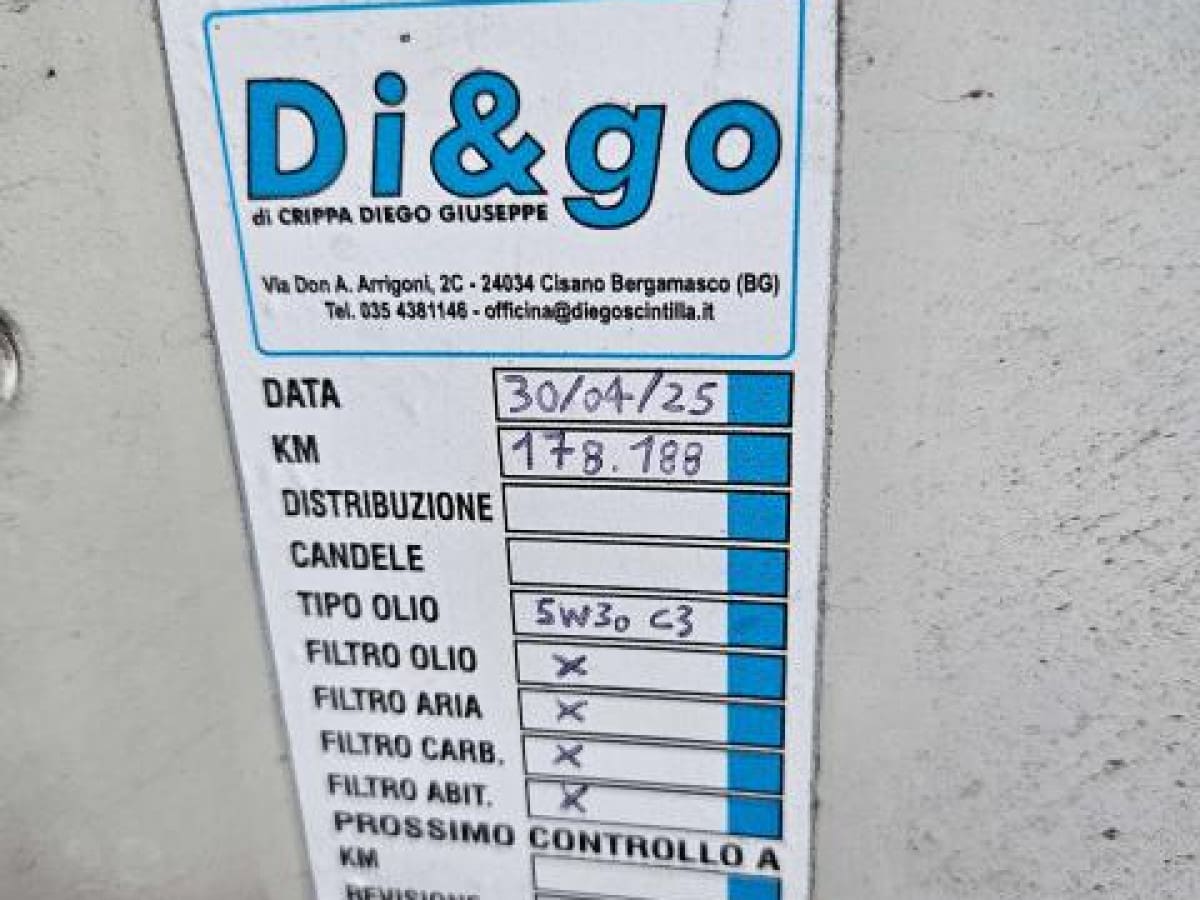 Di&go
di CRIPPA DIEGO GIUSEPPE
Via Don A. Arrigoni, 2C - 24034 Cisano Bergamasco (BG)
Tel. 035 4381146 - officina@diegoscintilla.it
DATA 30/04/25
KM 178.188
DISTRIBUZIONE
CANDELE
TIPO OLIO 5W30 C3
FILTRO OLIO X
FILTRO ARIA X
FILTRO CARB. X
FILTRO ABIT. X
PROSSIMO CONTROLLO A
KM
REVISIONE